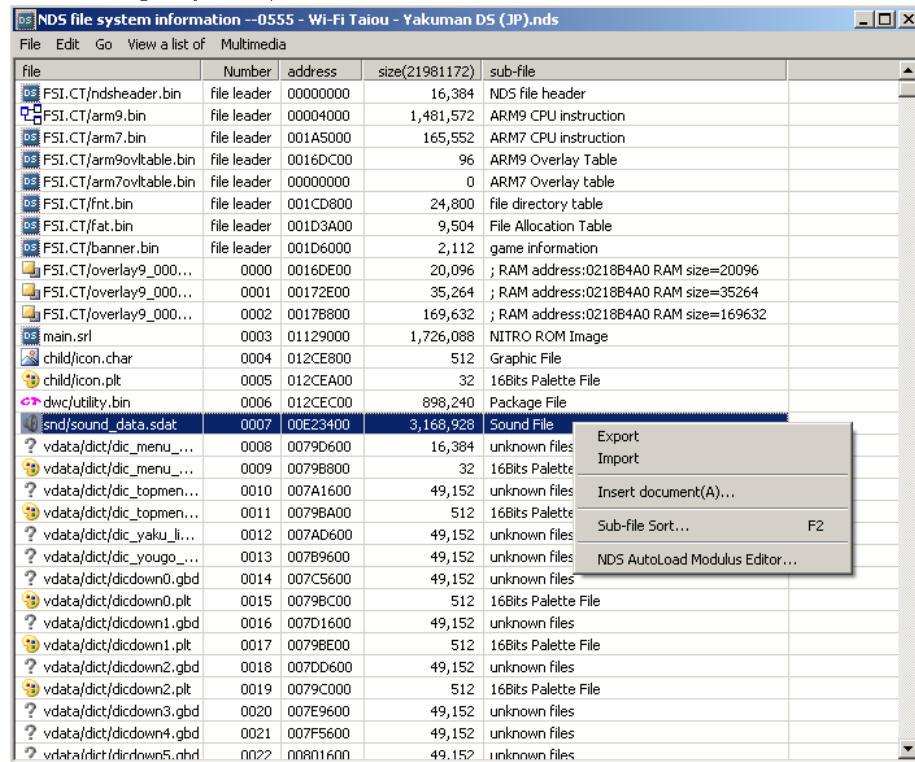 NDS file system information --0555 - Wi-Fi Taiou - Yakuman DS (JP).nds
File Edit Go View a list of Multimedia
file Number address size(21981172) sub-file
FSI.CT/ndsheader.bin file leader 00000000 16,384 NDS file header
FSI.CT/arm9.bin file leader 00004000 1,481,572 ARM9 CPU instruction
FSI.CT/arm7.bin file leader 001A5000 165,552 ARM7 CPU instruction
FSI.CT/arm9ovltable.bin file leader 0016DC00 96 ARM9 Overlay Table
FSI.CT/arm7ovltable.bin file leader 00000000 0 ARM7 Overlay table
FSI.CT/fnt.bin file leader 001CD800 24,800 file directory table
FSI.CT/fat.bin file leader 001D3A00 9,504 File Allocation Table
FSI.CT/banner.bin file leader 001D6000 2,112 game information
FSI.CT/overlay9_000... 0000 0016DE00 20,096 ; RAM address:0218B4A0 RAM size=20096
FSI.CT/overlay9_000... 0001 00172E00 35,264 ; RAM address:0218B4A0 RAM size=35264
FSI.CT/overlay9_000... 0002 0017B800 169,632 ; RAM address:0218B4A0 RAM size=169632
main.srl 0003 01129000 1,726,088 NITRO ROM Image
child/icon.char 0004 012CE800 512 Graphic File
child/icon.plt 0005 012CEA00 32 16Bits Palette File
dwc/utility.bin 0006 012CEC00 898,240 Package File
snd/sound_data.sdat 0007 00E23400 3,168,928 Sound File
vdata/dict/dic_menu_... 0008 0079D600 16,384 unknown files
vdata/dict/dic_menu_... 0009 0079B800 32 16Bits Palette
vdata/dict/dic_topmen... 0010 007A1600 49,152 unknown files
vdata/dict/dic_topmen... 0011 0079BA00 512 16Bits Palette
vdata/dict/dic_yaku_li... 0012 007AD600 49,152 unknown files
vdata/dict/dic_yougo_... 0013 007B9600 49,152 unknown files
vdata/dict/dicdown0.gbd 0014 007C5600 49,152 unknown files
vdata/dict/dicdown0.plt 0015 0079BC00 512 16Bits Palette File
vdata/dict/dicdown1.gbd 0016 007D1600 49,152 unknown files
vdata/dict/dicdown1.plt 0017 0079BE00 512 16Bits Palette File
vdata/dict/dicdown2.gbd 0018 007DD600 49,152 unknown files
vdata/dict/dicdown2.plt 0019 0079C000 512 16Bits Palette File
vdata/dict/dicdown3.gbd 0020 007E9600 49,152 unknown files
vdata/dict/dicdown4.gbd 0021 007F5600 49,152 unknown files
vdata/dict/dicdown5.gbd 0022 00801600 49,152 unknown files
Export
Import
Insert document(A)...
Sub-file Sort... F2
NDS AutoLoad Modulus Editor...